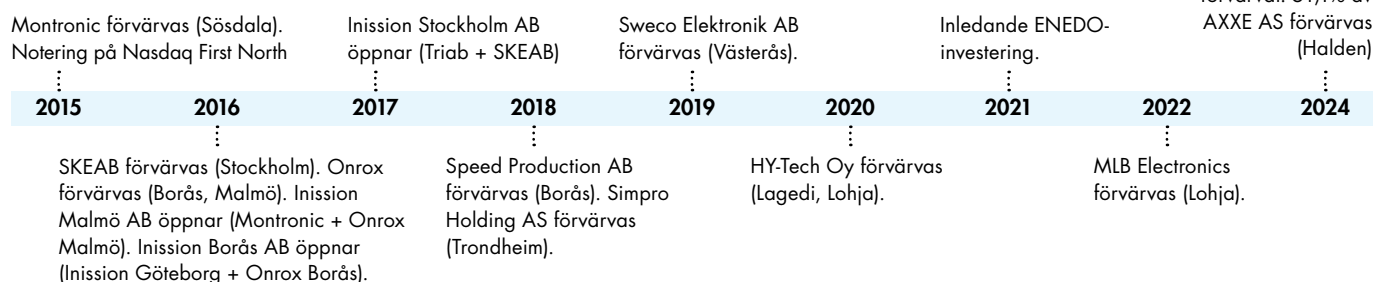 Montronic förvärvas (Sösdala).
Notering på Nasdaq First North
Inission Stockholm AB
öppnar (Triab + SKEAB)
Sweco Elektronik AB
förvärvas (Västerås).
Inledande ENEDO-
investering.
AXXE AS förvärvas
(Halden)
2015
2016
2017
2018
2019
2020
2021
2022
2024
SKEAB förvärvas (Stockholm). Onrox
förvärvas (Borås, Malmö). Inission
Malmö AB öppnar (Montronic + Onrox
Malmö). Inission Borås AB öppnar
(Inission Göteborg + Onrox Borås).
Speed Production AB
förvärvas (Borås). Simpro
Holding AS förvärvas
(Trondheim).
HY-Tech Oy förvärvas
(Lagedi, Lohja).
MLB Electronics
förvärvas (Lohja).